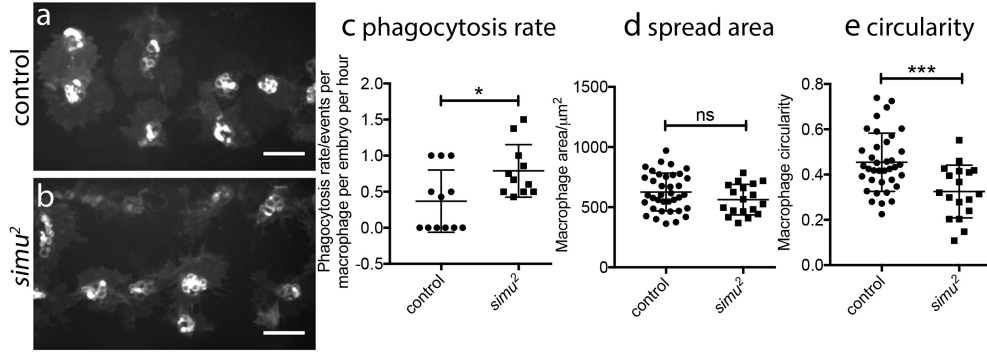 a
control
b
simu²
c phagocytosis rate
Phagocytosis rate/events per
macrophage per embryo per hour
2.0
1.5
1.0
0.5
0.0
-0.5
*
control
simu²
d spread area
Macrophage area/μm²
1500
1000
500
0
ns
control
simu²
e circularity
Macrophage circularity
0.8
0.6
0.4
0.2
0.0
***
control
simu²